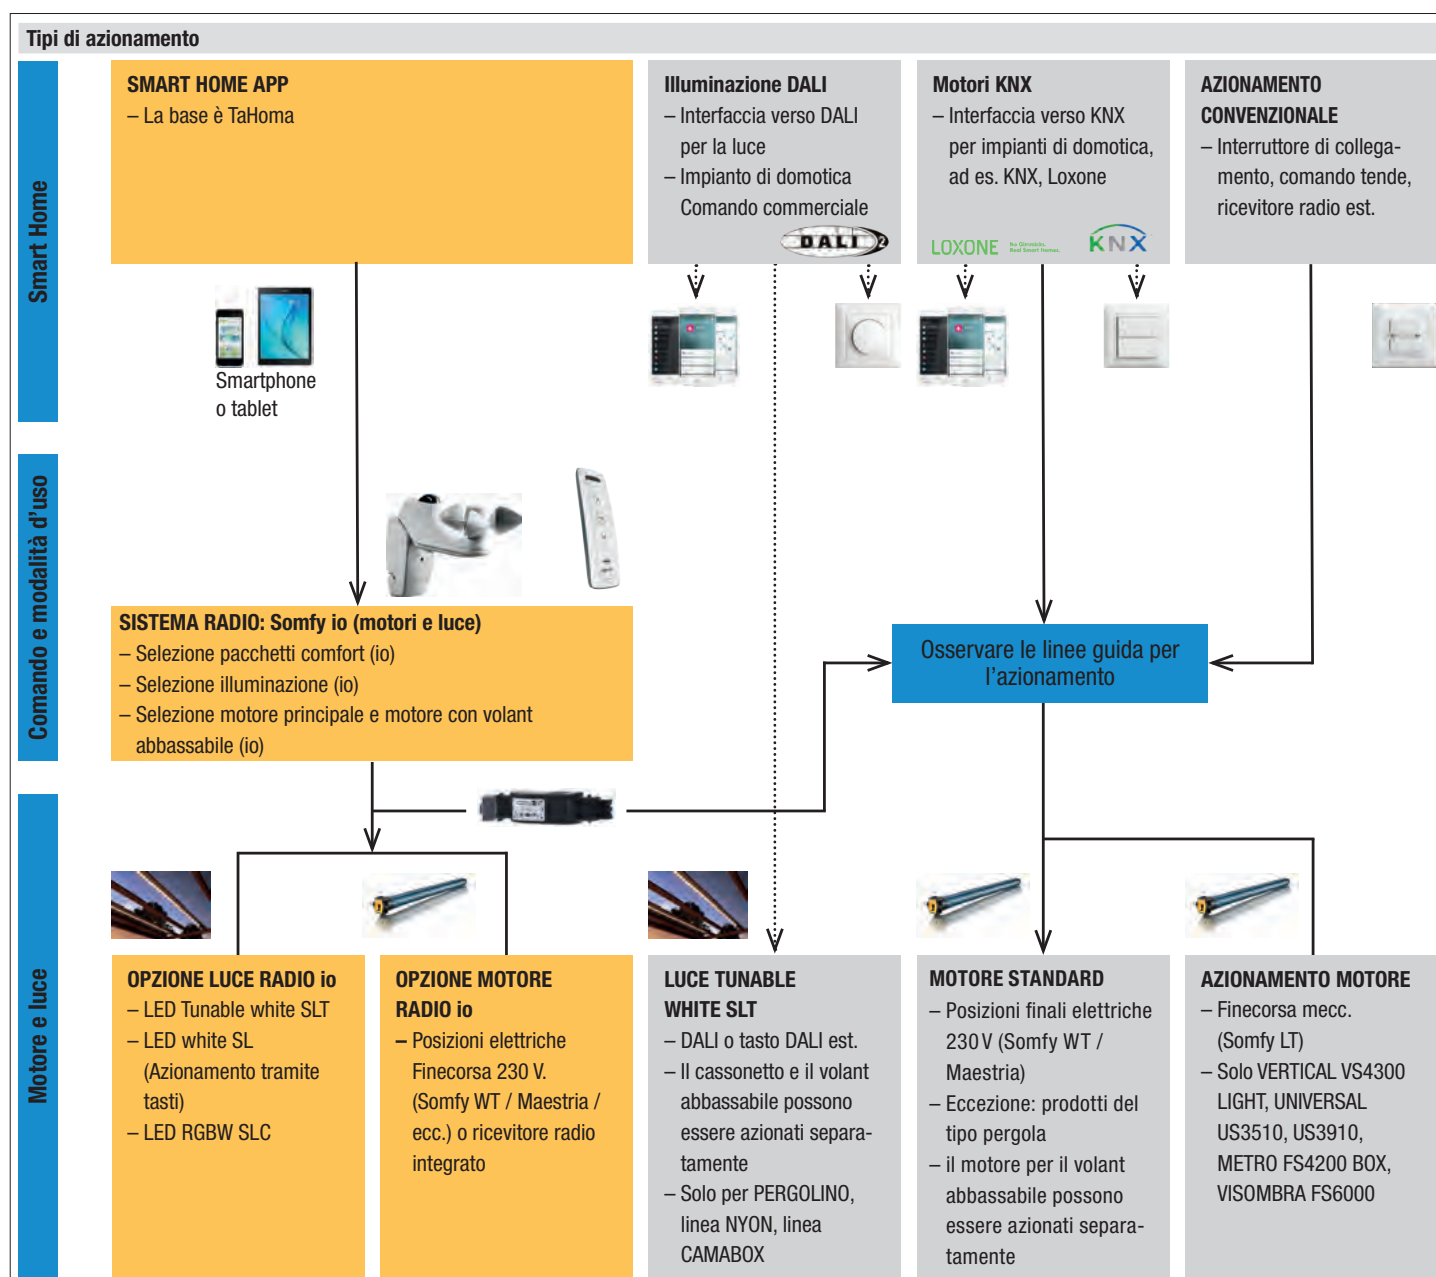 Tipi di azionamento
Smart Home
SMART HOME APP
– La base è TaHoma
Illuminazione DALI
– Interfaccia verso DALI
per la luce
– Impianto di domotica
Comando commerciale
DALI 2
Motori KNX
– Interfaccia verso KNX
per impianti di domotica,
ad es. KNX, Loxone
LOXONE
KNX
AZIONAMENTO
CONVENZIONALE
– Interruttore di collega-
mento, comando tende,
ricevitore radio est.
Smartphone
o tablet
Comando e modalità d'uso
SISTEMA RADIO: Somfy io (motori e luce)
– Selezione pacchetti comfort (io)
– Selezione illuminazione (io)
– Selezione motore principale e motore con volant
abbassabile (io)
Osservare le linee guida per
l'azionamento
Motore e luce
OPZIONE LUCE RADIO io
– LED Tunable white SLT
– LED white SL
(Azionamento tramite
tasti)
– LED RGBW SLC
OPZIONE MOTORE
RADIO io
– Posizioni elettriche
Finecorsa 230 V.
(Somfy WT / Maestria /
ecc.) o ricevitore radio
integrato
LUCE TUNABLE
WHITE SLT
– DALI o tasto DALI est.
– Il cassonetto e il volant
abbassabile possono
essere azionati separa-
tamente
– Solo per PERGOLINO,
linea NYON, linea
CAMABOX
MOTORE STANDARD
– Posizioni finali elettriche
230 V (Somfy WT /
Maestria)
– Eccezione: prodotti del
tipo pergola
– il motore per il volant
abbassabile possono
essere azionati separa-
tamente
AZIONAMENTO MOTORE
– Finecorsa mecc.
(Somfy LT)
– Solo VERTICAL VS4300
LIGHT, UNIVERSAL
US3510, US3910,
METRO FS4200 BOX,
VISOMBRA FS6000